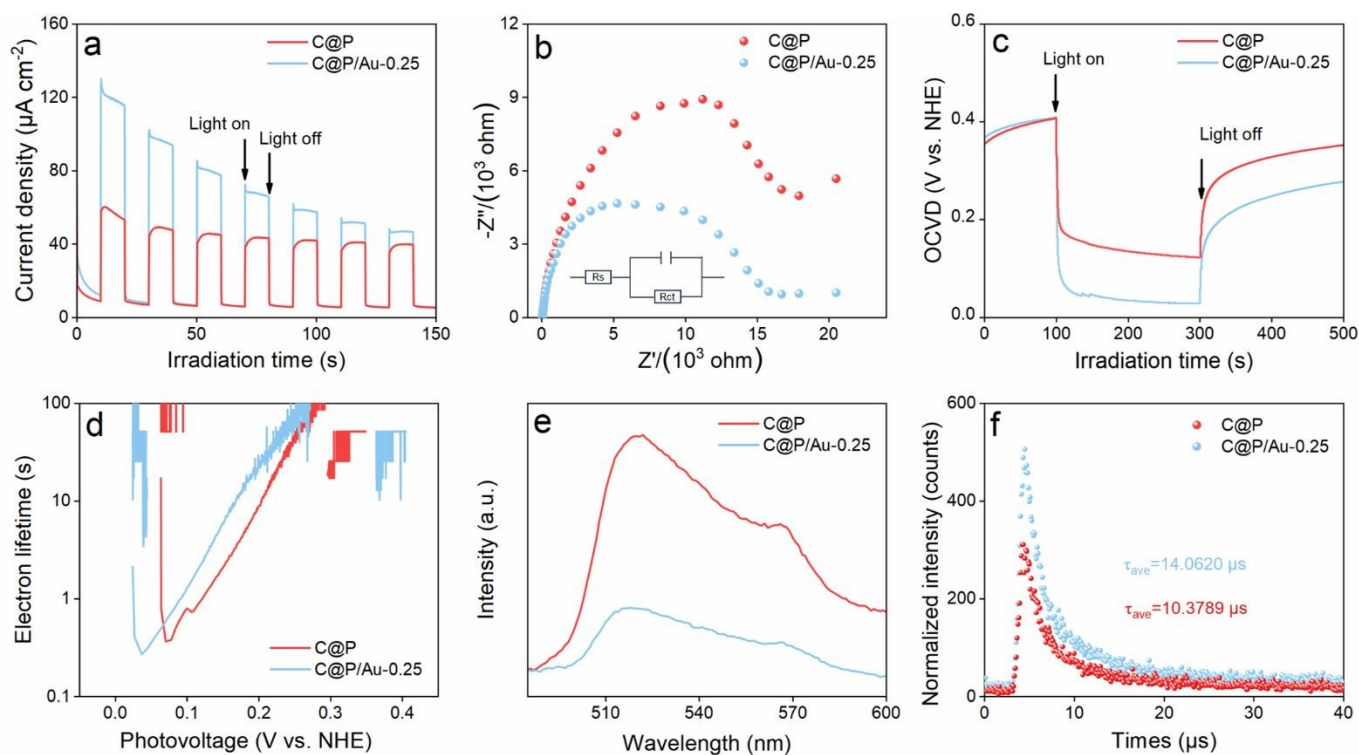 a
C@P
C@P/Au-0.25
Light on
Light off
Current density (μA cm⁻²)
160
120
80
40
0
0 50 100 150
Irradiation time (s)
b
C@P
C@P/Au-0.25
-Z''/(10³ ohm)
12
9
6
3
0
Rs
Rct
0 5 10 15 20 25
Z'/(10³ ohm)
c
C@P
C@P/Au-0.25
Light on
Light off
OCVD (V vs. NHE)
0.6
0.4
0.2
0.0
0 100 200 300 400 500
Irradiation time (s)
d
C@P
C@P/Au-0.25
Electron lifetime (s)
100
10
1
0.1
0.0 0.1 0.2 0.3 0.4
Photovoltage (V vs. NHE)
e
C@P
C@P/Au-0.25
Intensity (a.u.)
510 540 570 600
Wavelength (nm)
f
C@P
C@P/Au-0.25
τave=14.0620 μs
τave=10.3789 μs
Normalized intensity (counts)
600
400
200
0
0 10 20 30 40
Times (μs)